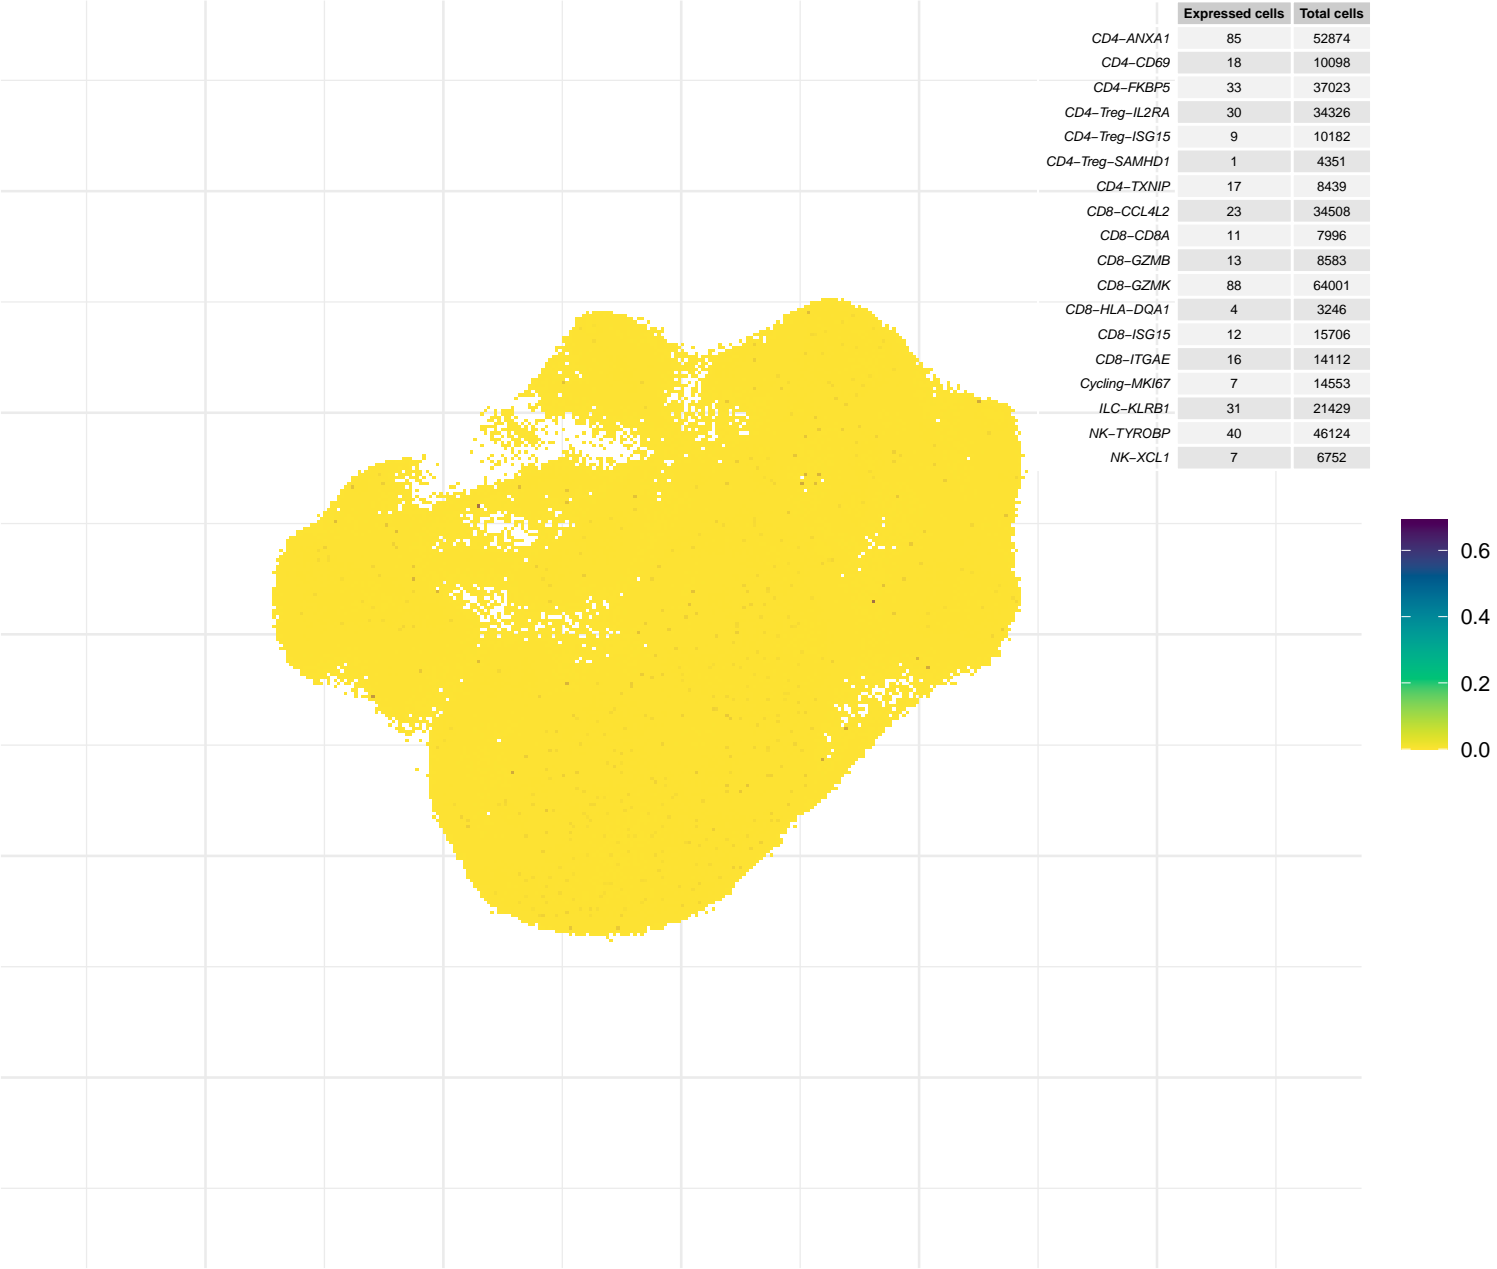 Expressed cells Total cells
CD4−ANXA1 85 52874
CD4−CD69 18 10098
CD4−FKBP5 33 37023
CD4−Treg−IL2RA 30 34326
CD4−Treg−ISG15 9 10182
CD4−Treg−SAMHD1 1 4351
CD4−TXNIP 17 8439
CD8−CCL4L2 23 34508
CD8−CD8A 11 7996
CD8−GZMB 13 8583
CD8−GZMK 88 64001
CD8−HLA−DQA1 4 3246
CD8−ISG15 12 15706
CD8−ITGAE 16 14112
Cycling−MKI67 7 14553
ILC−KLRB1 31 21429
NK−TYROBP 40 46124
NK−XCL1 7 6752
0.6
0.4
0.2
0.0